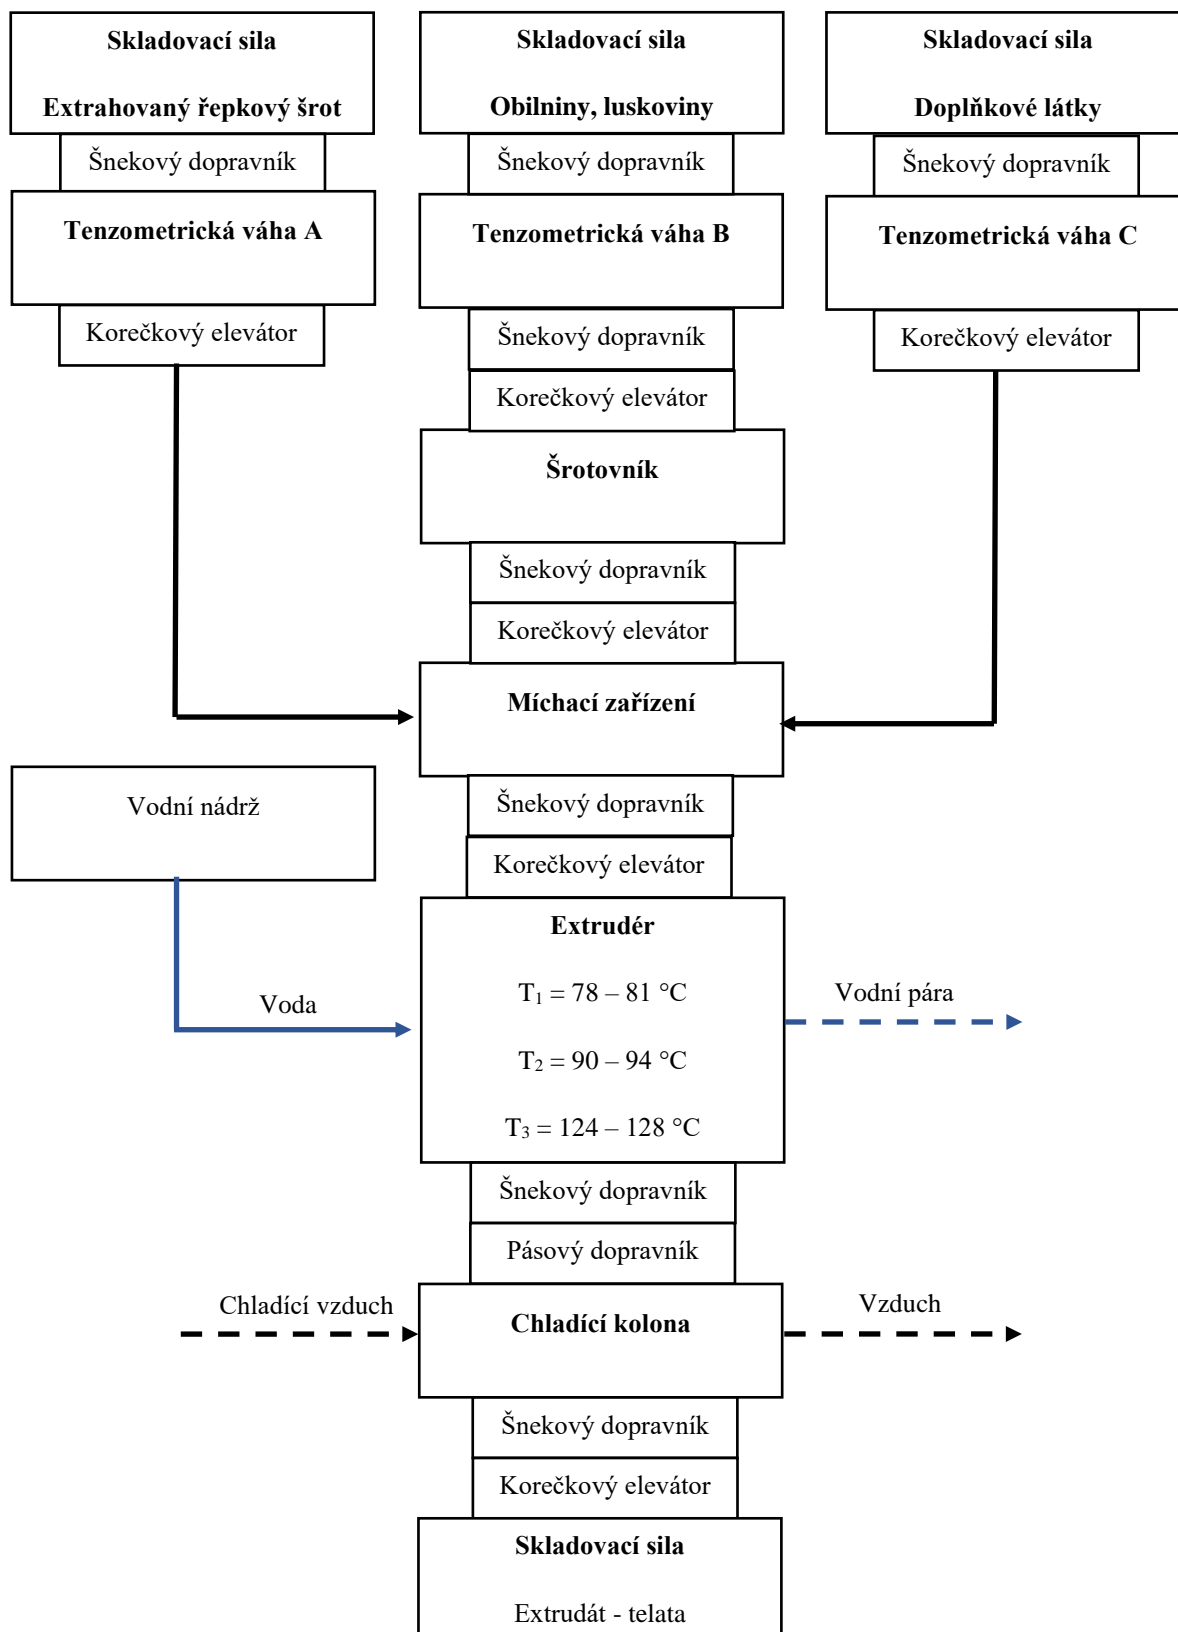 Skladovací sila
Extrahovaný řepkový šrot
Šnekový dopravník
Tenzometrická váha A
Korečkový elevátor
Skladovací sila
Obilniny, luskoviny
Šnekový dopravník
Tenzometrická váha B
Šnekový dopravník
Korečkový elevátor
Šrotovník
Šnekový dopravník
Korečkový elevátor
Skladovací sila
Doplňkové látky
Šnekový dopravník
Tenzometrická váha C
Korečkový elevátor
Míchací zařízení
Šnekový dopravník
Korečkový elevátor
Vodní nádrž
Voda
Extrudér
T₁ = 78 – 81 °C
T₂ = 90 – 94 °C
T₃ = 124 – 128 °C
Vodní pára
Šnekový dopravník
Pásový dopravník
Chladící vzduch
Chladící kolona
Vzduch
Šnekový dopravník
Korečkový elevátor
Skladovací sila
Extrudát - telata